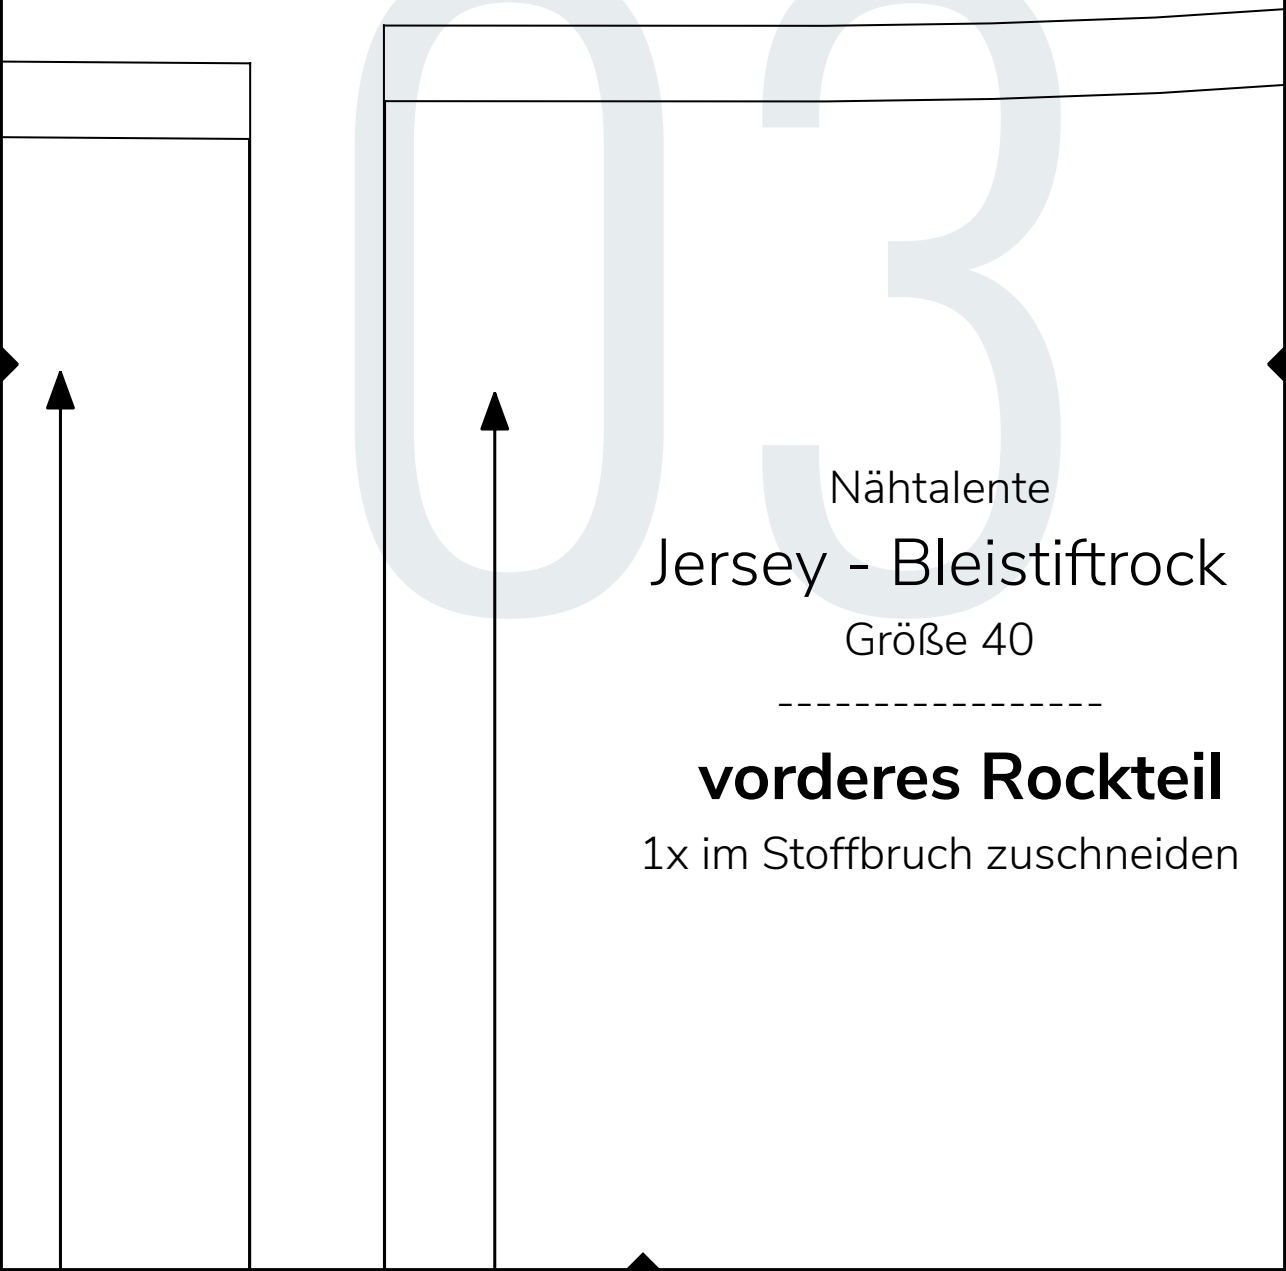 03
Nähtalente
Jersey - Bleistiftrock
Größe 40
-----------------
vorderes Rockteil
1x im Stoffbruch zuschneiden